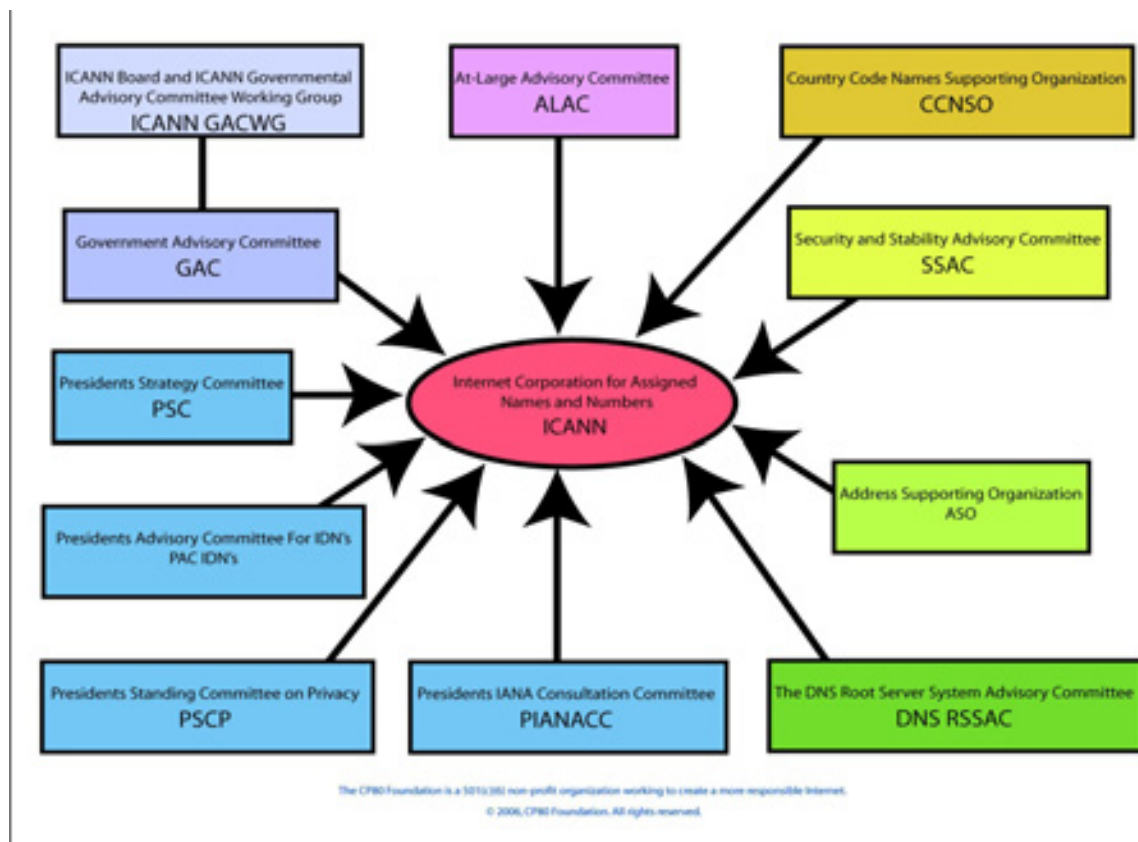 ICANN Board and ICANN Governmental
Advisory Committee Working Group
ICANN GACWG
At-Large Advisory Committee
ALAC
Country Code Names Supporting Organization
CCNSO
Government Advisory Committee
GAC
Security and Stability Advisory Committee
SSAC
Presidents Strategy Committee
PSC
Internet Corporation for Assigned
Names and Numbers
ICANN
Address Supporting Organization
ASO
Presidents Advisory Committee For IDN's
PAC IDN's
Presidents Standing Committee on Privacy
PSCP
Presidents IANA Consultation Committee
PIANACC
The DNS Root Server System Advisory Committee
DNS RSSAC
The CP80 Foundation is a 501(c)(6) non-profit organization working to create a more responsible Internet.
© 2006, CP80 Foundation. All rights reserved.